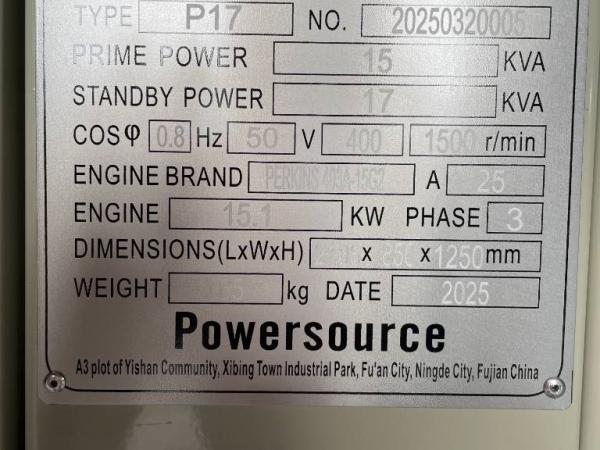 TYPE P17 NO. 20250320005
PRIME POWER 15 KVA
STANDBY POWER 17 KVA
COSφ 0.8 Hz 50 V 400 1500 r/min
ENGINE BRAND PERKINS 403A-15G2 A 25
ENGINE 15.1 KW PHASE 3
DIMENSIONS(LxWxH) x x 1250 mm
WEIGHT kg DATE 2025
Powersource
A3 plot of Yishan Community, Xibing Town Industrial Park, Fu'an City, Ningde City, Fujian China